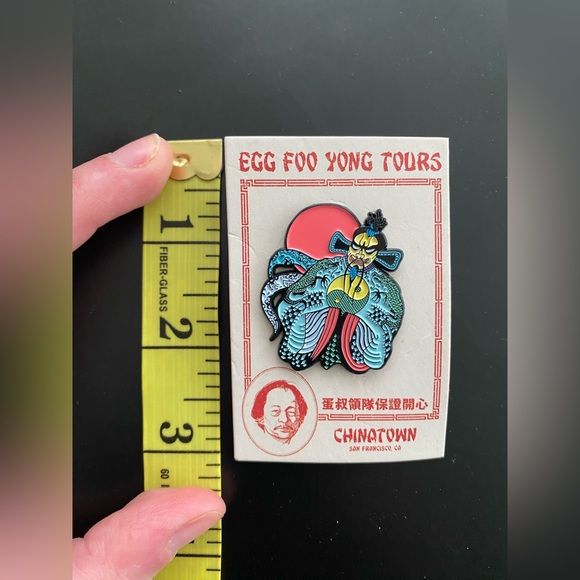 EGG FOO YONG TOURS
1
FIBER-GLASS
2
3
60
蛋叔領隊保證開心
CHINATOWN
SAN FRANCISCO, CA